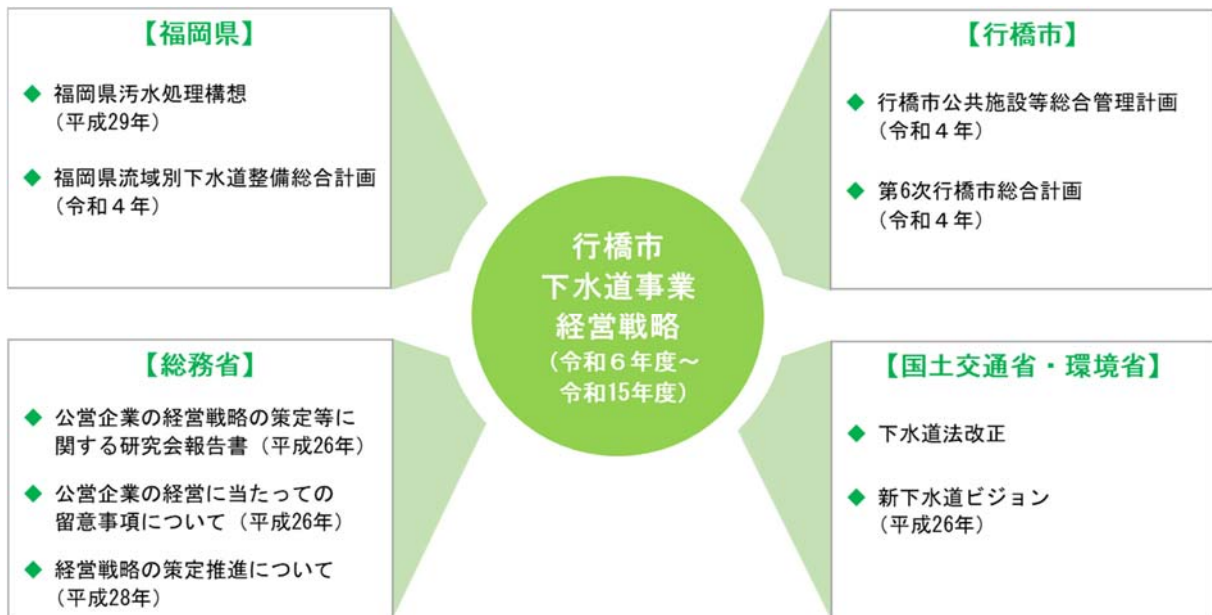 【福岡県】
◆ 福岡県汚水処理構想
（平成29年）
◆ 福岡県流域別下水道整備総合計画
（令和４年）
【行橋市】
◆ 行橋市公共施設等総合管理計画
（令和４年）
◆ 第6次行橋市総合計画
（令和４年）
行橋市
下水道事業
経営戦略
（令和６年度～
令和15年度）
【総務省】
◆ 公営企業の経営戦略の策定等に
関する研究会報告書（平成26年）
◆ 公営企業の経営に当たっての
留意事項について（平成26年）
◆ 経営戦略の策定推進について
（平成28年）
【国土交通省・環境省】
◆ 下水道法改正
◆ 新下水道ビジョン
（平成26年）